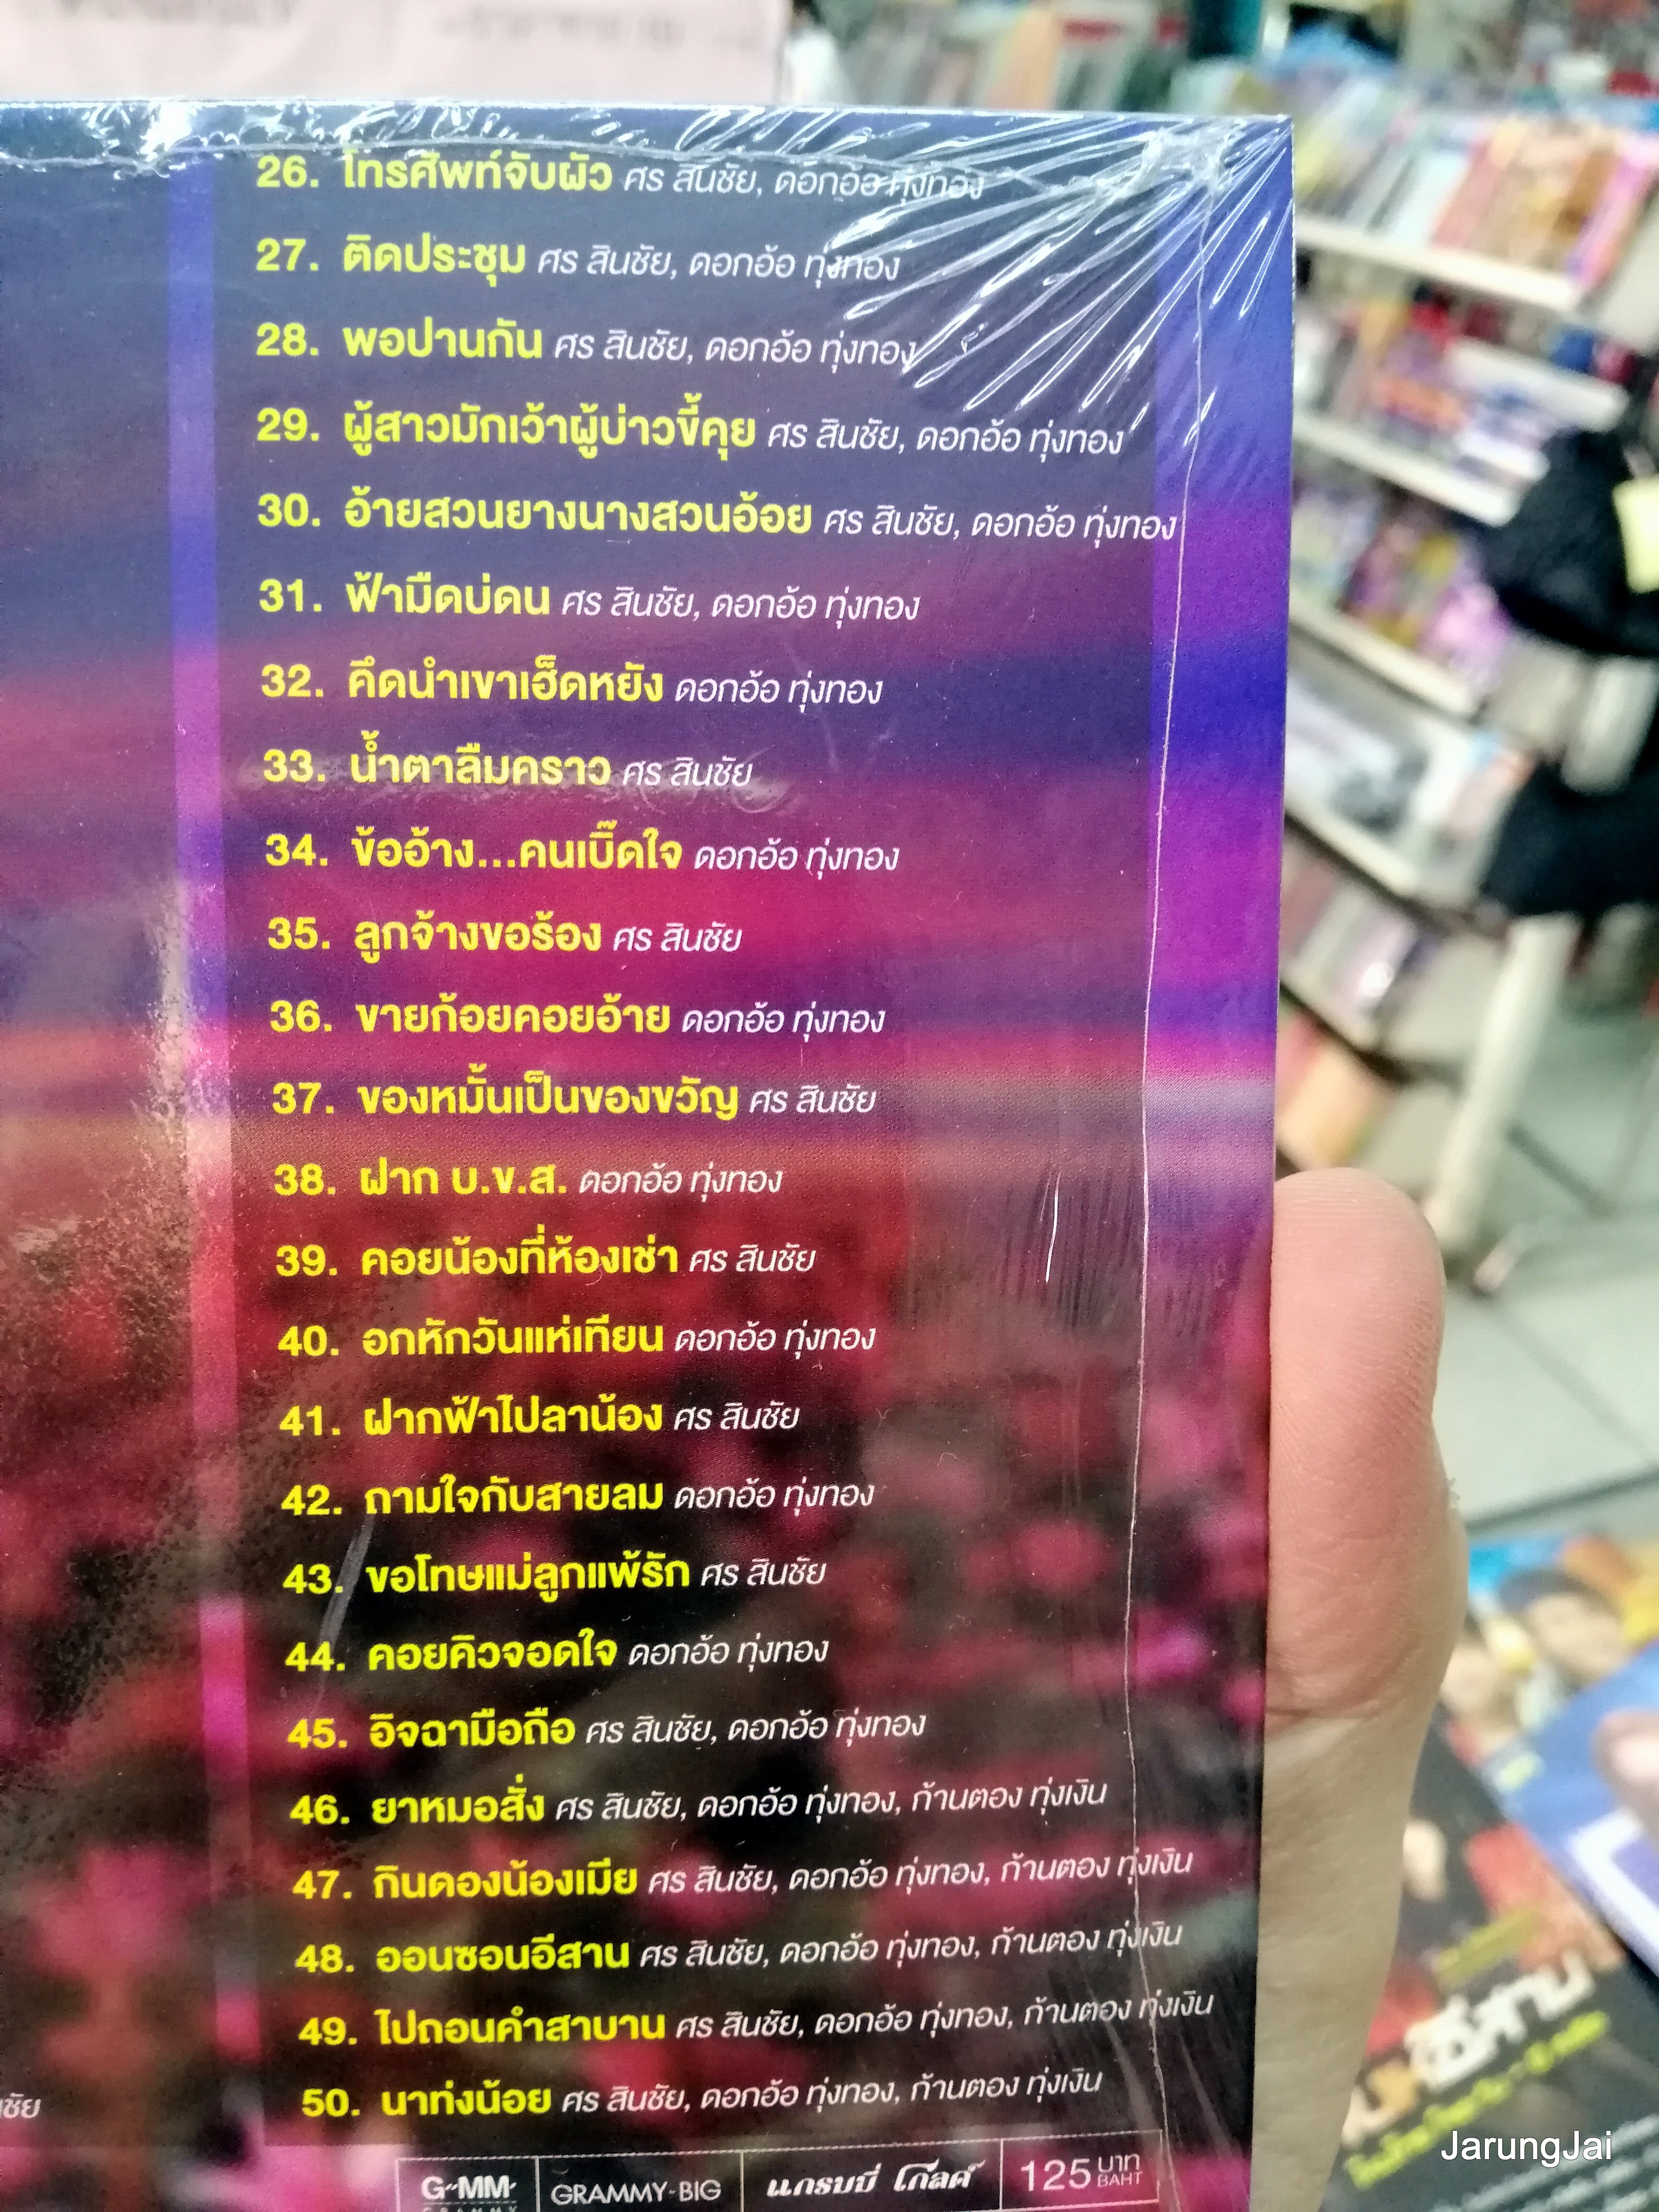 26. โทรศัพท์จับผัว ศร สินชัย, ดอกอ้อ ทุ่งทอง
27. ติดประชุม ศร สินชัย, ดอกอ้อ ทุ่งทอง
28. พอปานกัน ศร สินชัย, ดอกอ้อ ทุ่งทอง
29. ผู้สาวมักเว้าผู้บ่าวขี้คุย ศร สินชัย, ดอกอ้อ ทุ่งทอง
30. อ้ายสวนยางนางสวนอ้อย ศร สินชัย, ดอกอ้อ ทุ่งทอง
31. ฟ้ามืดบ่ดน ศร สินชัย, ดอกอ้อ ทุ่งทอง
32. คึดนำเขาเฮ็ดหยัง ดอกอ้อ ทุ่งทอง
33. น้ำตาลืมคราว ศร สินชัย
34. ข้ออ้าง...คนเบิ๊ดใจ ดอกอ้อ ทุ่งทอง
35. ลูกจ้างขอร้อง ศร สินชัย
36. ขายก้อยคอยอ้าย ดอกอ้อ ทุ่งทอง
37. ของหมั้นเป็นของขวัญ ศร สินชัย
38. ฝาก บ.ข.ส. ดอกอ้อ ทุ่งทอง
39. คอยน้องที่ห้องเช่า ศร สินชัย
40. อกหักวันแห่เทียน ดอกอ้อ ทุ่งทอง
41. ฝากฟ้าไปลาน้อง ศร สินชัย
42. ถามใจกับสายลม ดอกอ้อ ทุ่งทอง
43. ขอโทษแม่ลูกแพ้รัก ศร สินชัย
44. คอยคิวจอดใจ ดอกอ้อ ทุ่งทอง
45. อิจฉามือถือ ศร สินชัย, ดอกอ้อ ทุ่งทอง
46. ยาหมอสั่ง ศร สินชัย, ดอกอ้อ ทุ่งทอง, ก้านตอง ทุ่งเงิน
47. กินดองน้องเมีย ศร สินชัย, ดอกอ้อ ทุ่งทอง, ก้านตอง ทุ่งเงิน
48. ออนซอนอีสาน ศร สินชัย, ดอกอ้อ ทุ่งทอง, ก้านตอง ทุ่งเงิน
49. ไปถอนคำสาบาน ศร สินชัย, ดอกอ้อ ทุ่งทอง, ก้านตอง ทุ่งเงิน
50. นาท่งน้อย ศร สินชัย, ดอกอ้อ ทุ่งทอง, ก้านตอง ทุ่งเงิน
ชัย
GMM GRAMMY-BIG แกรมมี่ โกลด์ 125 บาท BAHT
อีสาน
JarungJai